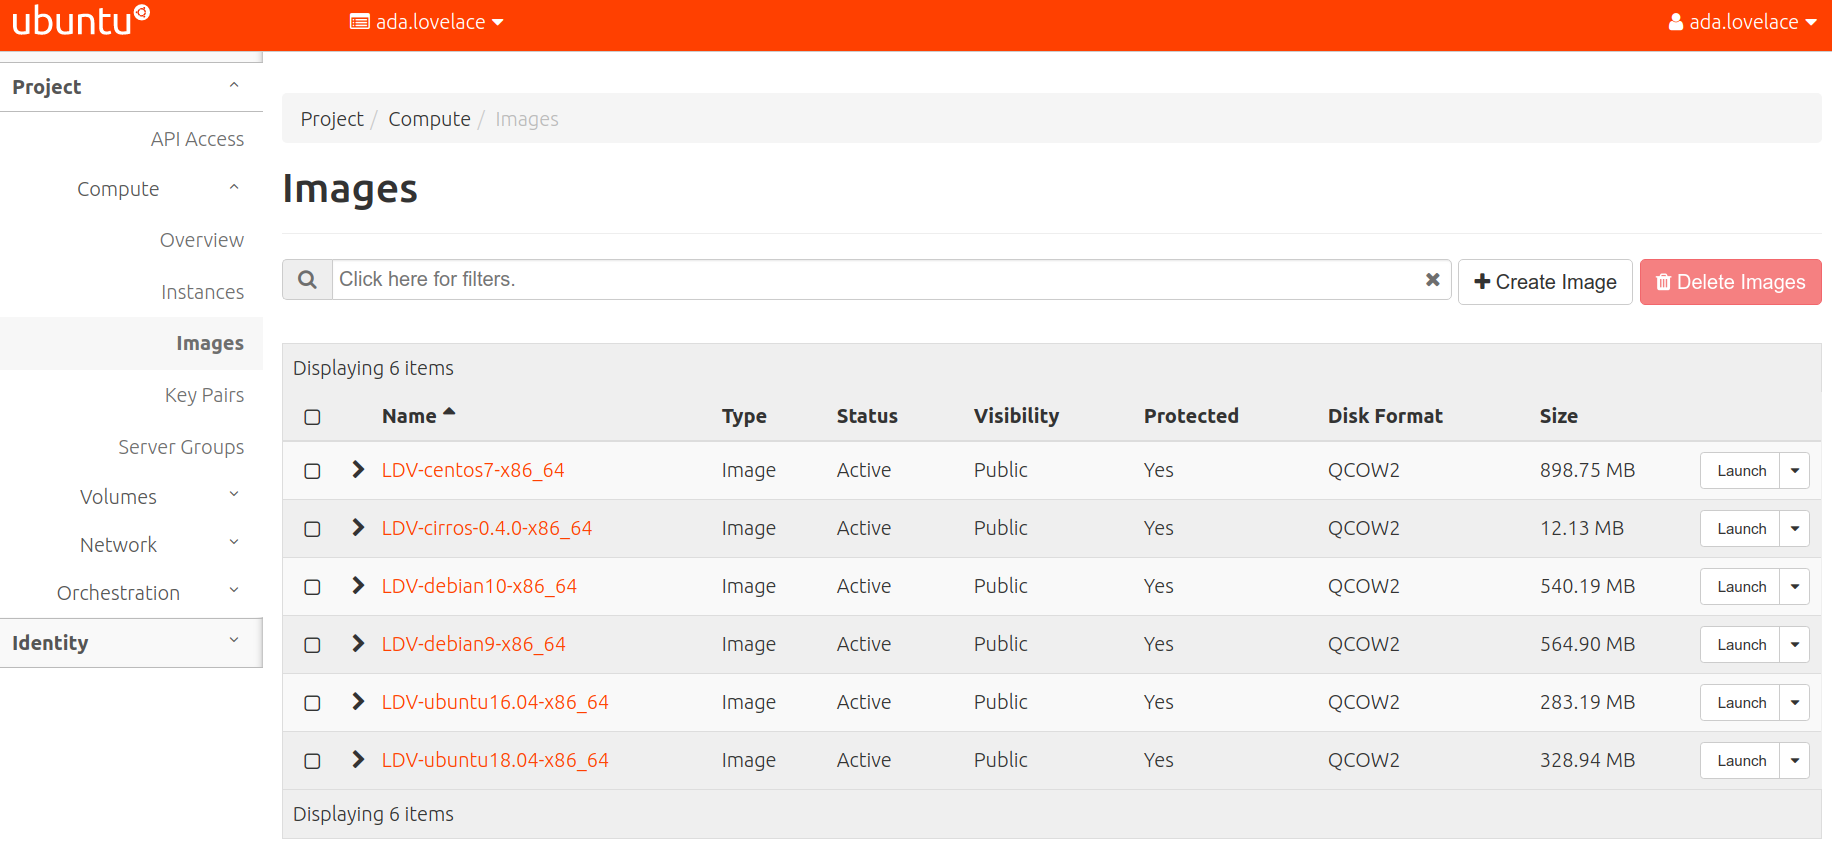 ubuntu ada.lovelace ada.lovelace
Project
API Access
Compute
Overview
Instances
Images
Key Pairs
Server Groups
Volumes
Network
Orchestration
Identity
Project / Compute / Images
Images
Click here for filters. Create Image Delete Images
Displaying 6 items
Name Type Status Visibility Protected Disk Format Size
LDV-centos7-x86_64 Image Active Public Yes QCOW2 898.75 MB Launch
LDV-cirros-0.4.0-x86_64 Image Active Public Yes QCOW2 12.13 MB Launch
LDV-debian10-x86_64 Image Active Public Yes QCOW2 540.19 MB Launch
LDV-debian9-x86_64 Image Active Public Yes QCOW2 564.90 MB Launch
LDV-ubuntu16.04-x86_64 Image Active Public Yes QCOW2 283.19 MB Launch
LDV-ubuntu18.04-x86_64 Image Active Public Yes QCOW2 328.94 MB Launch
Displaying 6 items